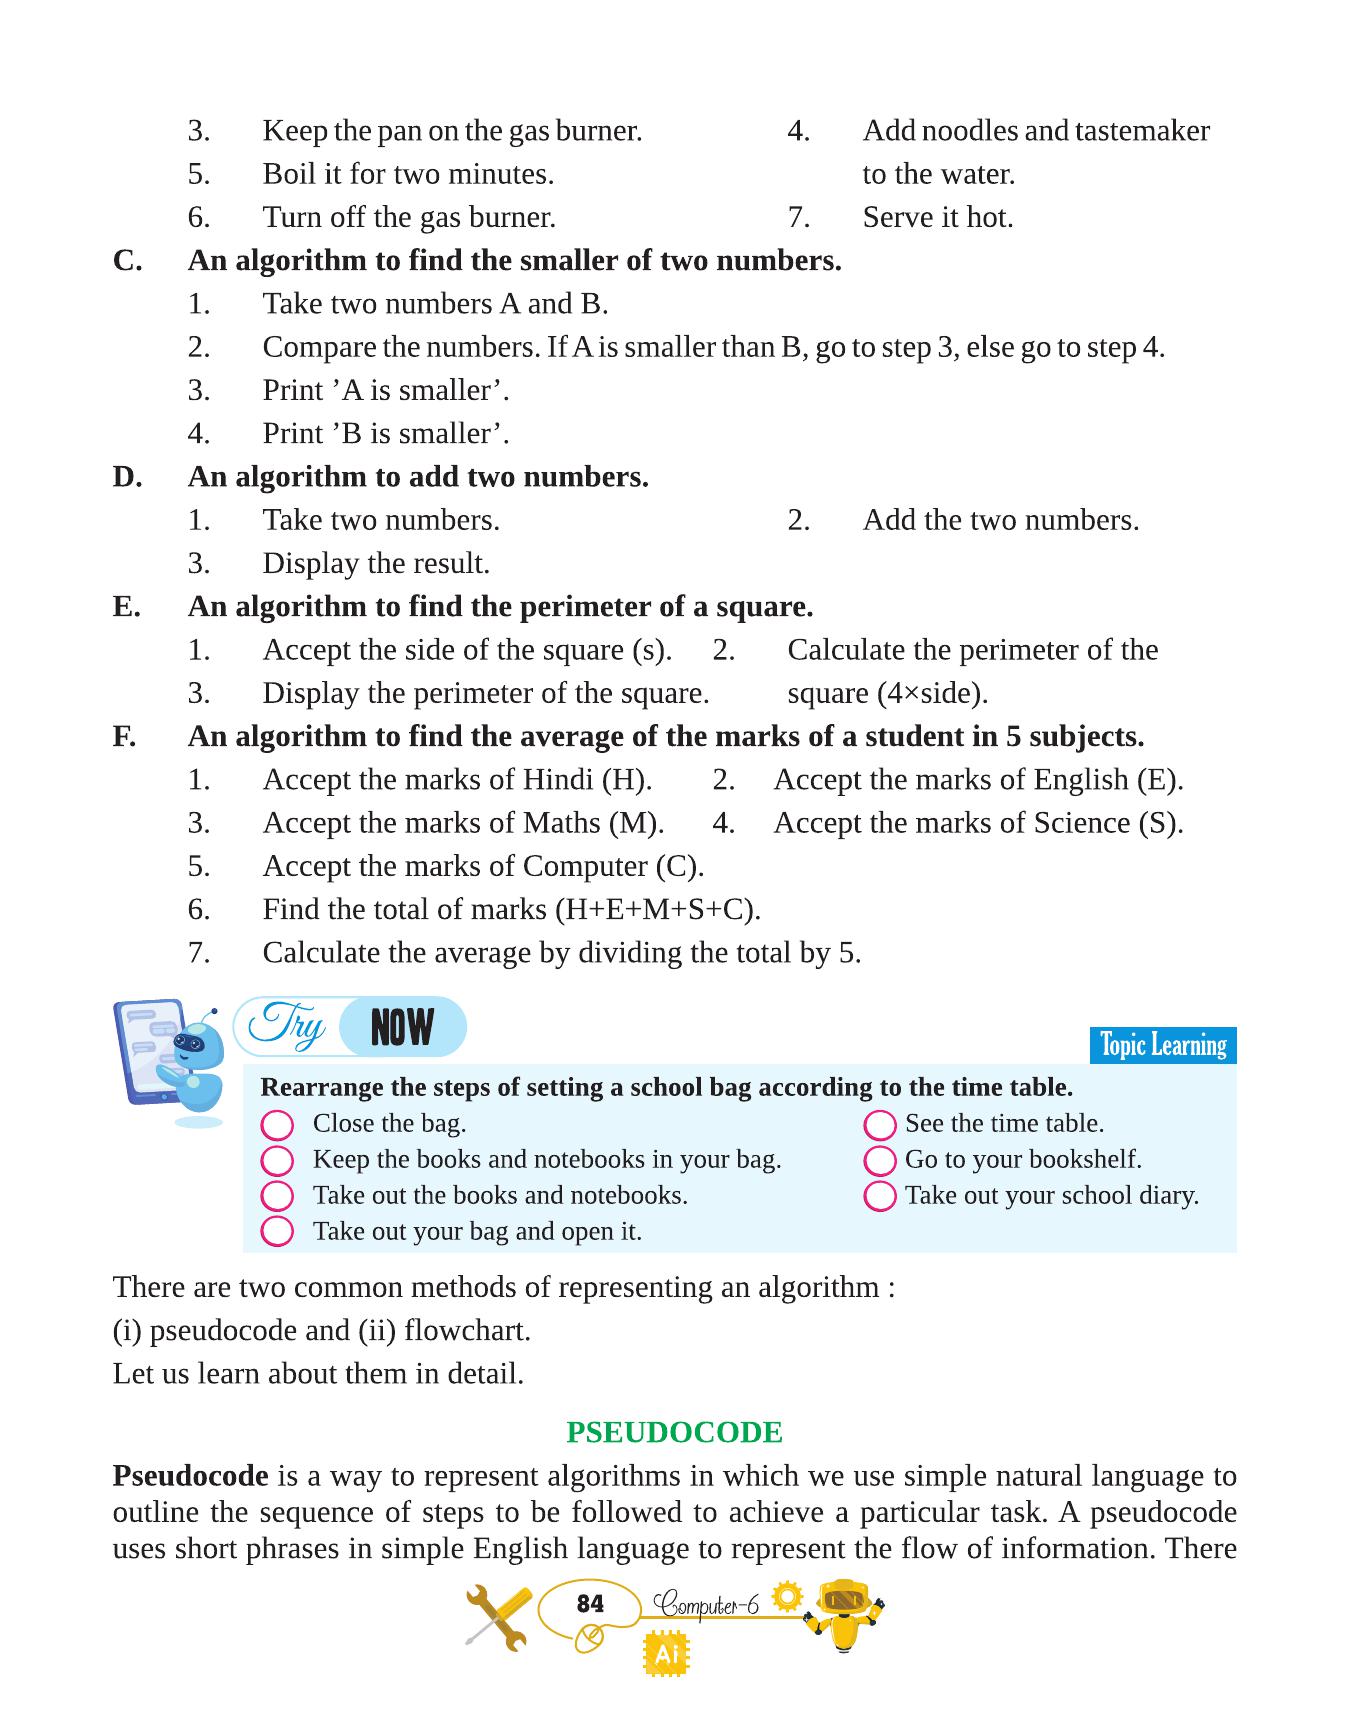 3. Keep the pan on the gas burner. 4. Add noodles and tastemaker
5. Boil it for two minutes. to the water.
6. Turn off the gas burner. 7. Serve it hot.
C. An algorithm to find the smaller of two numbers.
1. Take two numbers A and B.
2. Compare the numbers. If A is smaller than B, go to step 3, else go to step 4.
3. Print ’A is smaller’.
4. Print ’B is smaller’.
D. An algorithm to add two numbers.
1. Take two numbers. 2. Add the two numbers.
3. Display the result.
E. An algorithm to find the perimeter of a square.
1. Accept the side of the square (s). 2. Calculate the perimeter of the
3. Display the perimeter of the square. square (4×side).
F. An algorithm to find the average of the marks of a student in 5 subjects.
1. Accept the marks of Hindi (H). 2. Accept the marks of English (E).
3. Accept the marks of Maths (M). 4. Accept the marks of Science (S).
5. Accept the marks of Computer (C).
6. Find the total of marks (H+E+M+S+C).
7. Calculate the average by dividing the total by 5.
Try NOW
Topic Learning
Rearrange the steps of setting a school bag according to the time table.
Close the bag. See the time table.
Keep the books and notebooks in your bag. Go to your bookshelf.
Take out the books and notebooks. Take out your school diary.
Take out your bag and open it.
There are two common methods of representing an algorithm :
(i) pseudocode and (ii) flowchart.
Let us learn about them in detail.
PSEUDOCODE
Pseudocode is a way to represent algorithms in which we use simple natural language to
outline the sequence of steps to be followed to achieve a particular task. A pseudocode
uses short phrases in simple English language to represent the flow of information. There
84 Computer-6
Ai